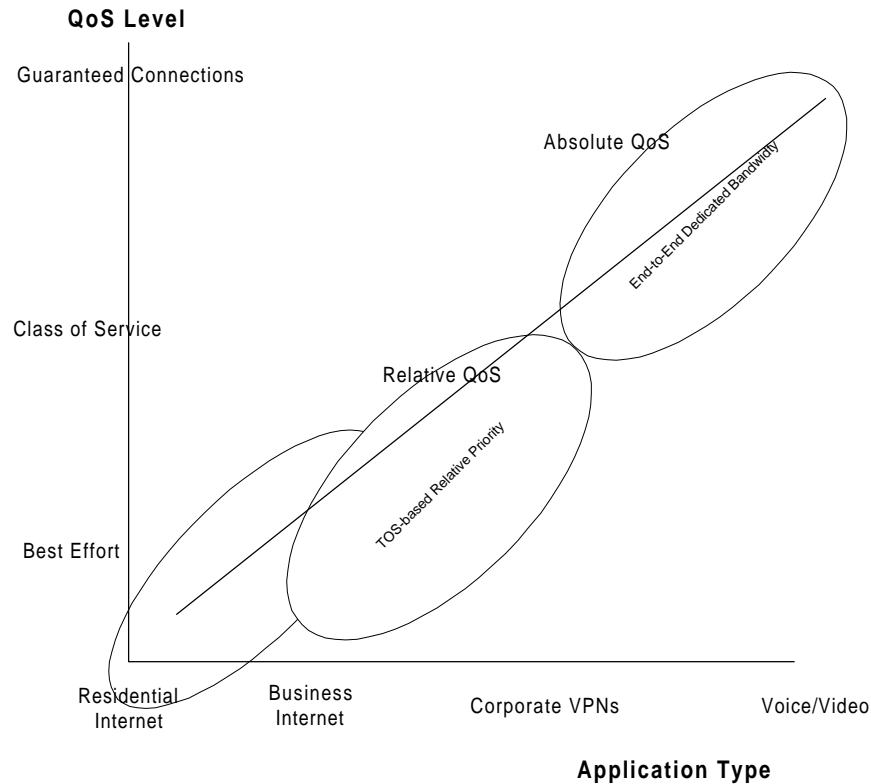 QoS Level
Guaranteed Connections
Absolute QoS
End-to-End Dedicated Bandwidty
Class of Service
Relative QoS
TOS-based Relative Priority
Best Effort
Residential
Internet
Business
Internet
Corporate VPNs
Voice/Video
Application Type